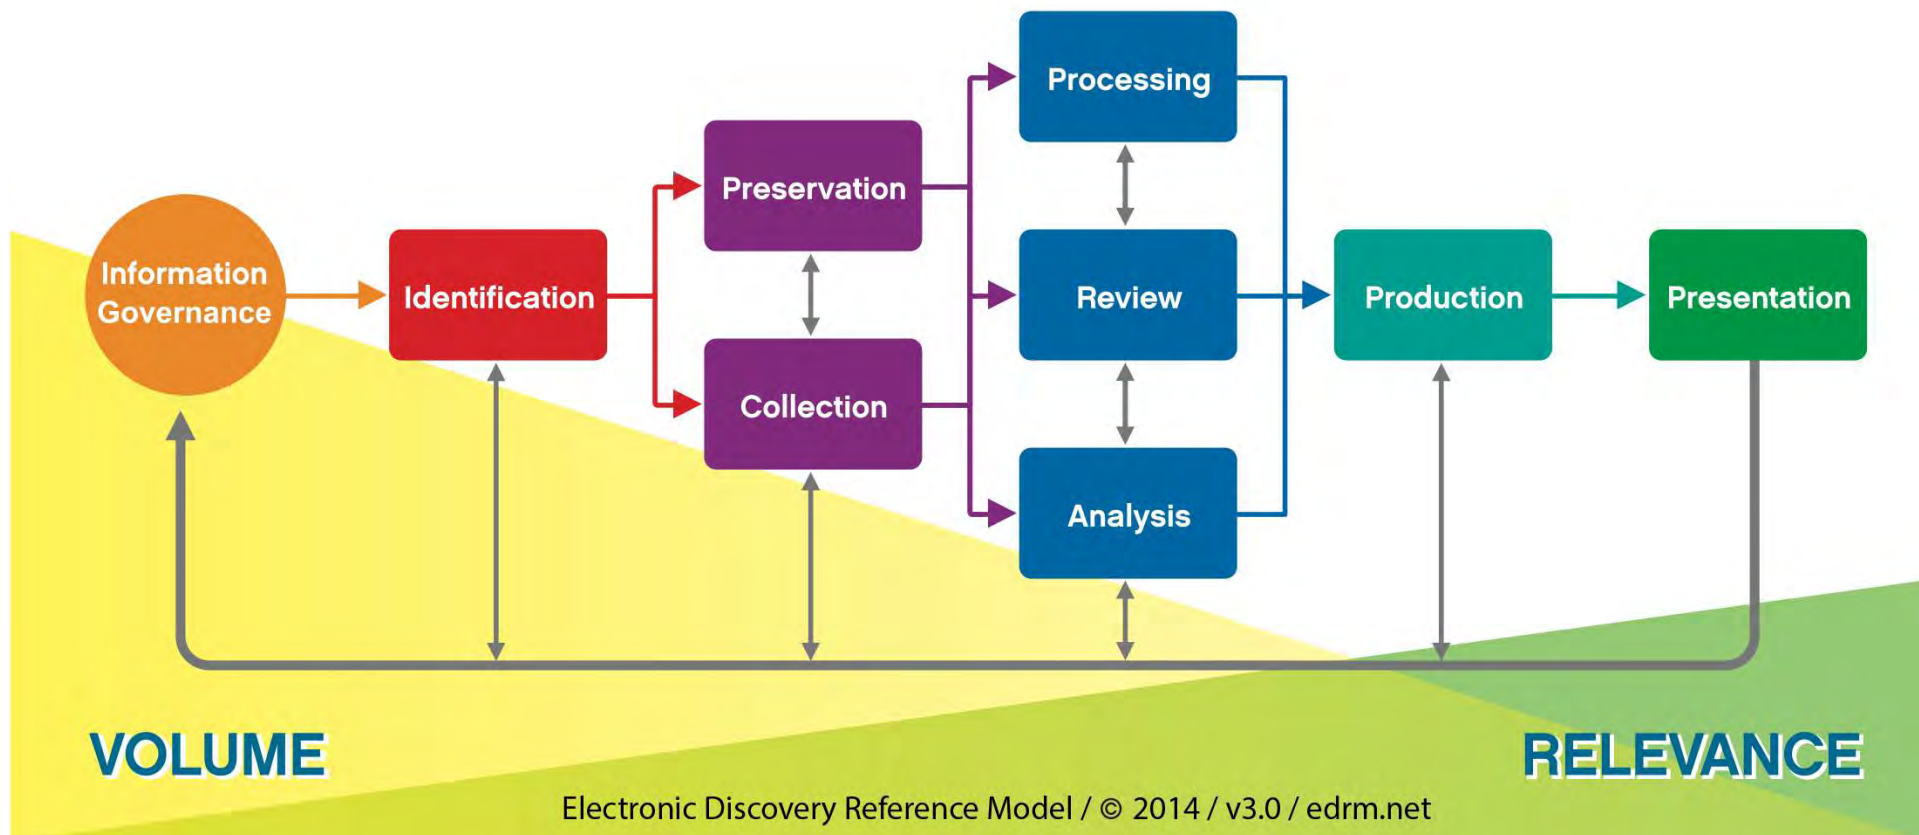 Information
Governance
Identification
Preservation
Collection
Processing
Review
Analysis
Production
Presentation
VOLUME
RELEVANCE
Electronic Discovery Reference Model / © 2014 / v3.0 / edrm.net